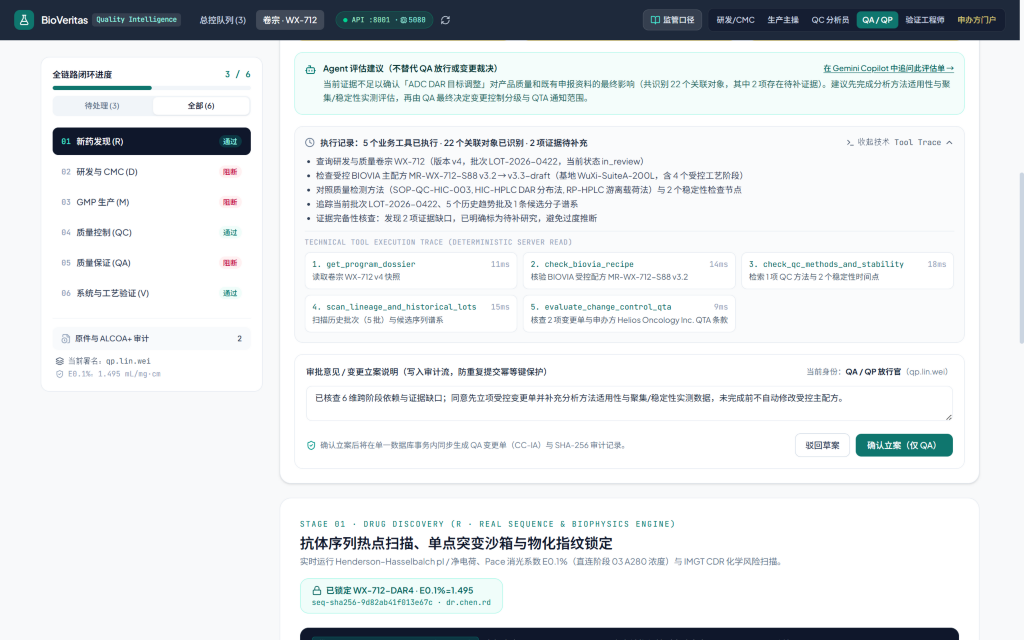 BioVeritas Quality Intelligence 总控队列 (3) 卷宗 · WX-712 API :8001 · 5088 监管口径 研发/CMC 生产主操 QC 分析员 QA / QP 验证工程师 申办方门户
全链路闭环进度 3 / 6
待处理 (3) 全部 (6)
01 新药发现 (R) 通过
02 研发与 CMC (D) 阻断
03 GMP 生产 (M) 阻断
04 质量控制 (QC) 通过
05 质量保证 (QA) 阻断
06 系统与工艺验证 (V) 通过
原件与 ALCOA+ 审计 2
当前署名: qp.lin.wei
E0.1%: 1.495 mL/mg·cm
Agent 评估建议（不替代 QA 放行或变更裁决） 在 Gemini Copilot 中追问此评估单 →
当前证据不足以确认「ADC DAR 目标调整」对产品质量和既有申报资料的最终影响（共识别 22 个关联对象，其中 2 项存在待补证据）。建议先完成分析方法适用性与聚
集/稳定性实测评估，再由 QA 最终决定变更控制分级与 QTA 通知范围。
执行记录：5 个业务工具已执行 · 22 个关联对象已识别 · 2 项证据待补充 >_ 收起技术 Tool Trace
• 查询研发与质量卷宗 WX-712（版本 v4，批次 LOT-2026-0422，当前状态 in_review）
• 检查受控 BIOVIA 主配方 MR-WX-712-S88 v3.2 → v3.3-draft（基地 WuXi-SuiteA-200L，含 4 个受控工艺阶段）
• 对照质量检测方法（SOP-QC-HIC-003, HIC-HPLC DAR 分布法, RP-HPLC 游离载荷法）与 2 个稳定性检查节点
• 追踪当前批次 LOT-2026-0422、5 个历史趋势批及 1 条候选分子谱系
• 证据完备性核查：发现 2 项证据缺口，已明确标为待补研究，避免过度推断
TECHNICAL TOOL EXECUTION TRACE (DETERMINISTIC SERVER READ)
1. get_program_dossier 11ms
读取卷宗 WX-712 v4 快照
2. check_biovia_recipe 14ms
核验 BIOVIA 受控配方 MR-WX-712-S88 v3.2
3. check_qc_methods_and_stability 18ms
检索 1 项 QC 方法与 2 个稳定性时间点
4. scan_lineage_and_historical_lots 15ms
扫描历史批次（5 批）与候选序列谱系
5. evaluate_change_control_qta 9ms
核查 2 项变更单与申办方 Helios Oncology Inc. QTA 条款
审批意见 / 变更立案说明（写入审计流，防重复提交幂等键保护） 当前身份：QA / QP 放行官（qp.lin.wei）
已核查 6 维跨阶段依赖与证据缺口；同意先立项受控变更单并补充分析方法适用性与聚集/稳定性实测数据，未完成前不自动修改受控主配方。
确认立案后将在单一数据库事务内同步生成 QA 变更单（CC-IA）与 SHA-256 审计记录。 驳回草案 确认立案（仅 QA）
STAGE 01 · DRUG DISCOVERY (R · REAL SEQUENCE & BIOPHYSICS ENGINE)
抗体序列热点扫描、单点突变沙箱与物化指纹锁定
实时运行 Henderson-Hasselbalch pI / 净电荷、Pace 消光系数 E0.1%（直连阶段 03 A280 浓度）与 IMGT CDR 化学风险扫描。
已锁定 WX-712-DAR4 · E0.1%=1.495
seq-sha256-9d82ab41f013e67c · dr.chen.rd